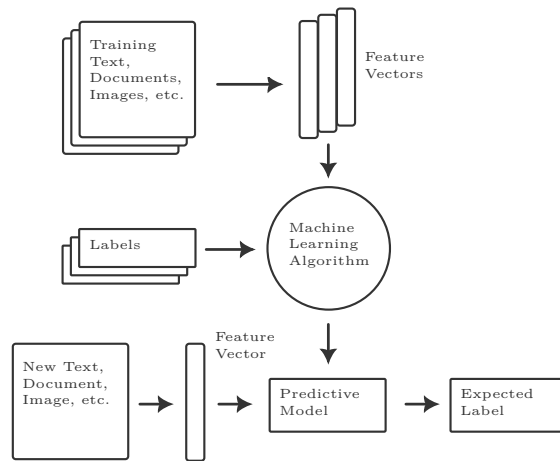 Training
Text,
Documents,
Images, etc.
Feature
Vectors
Labels
Machine
Learning
Algorithm
Feature
Vector
New Text,
Document,
Image, etc.
Predictive
Model
Expected
Label